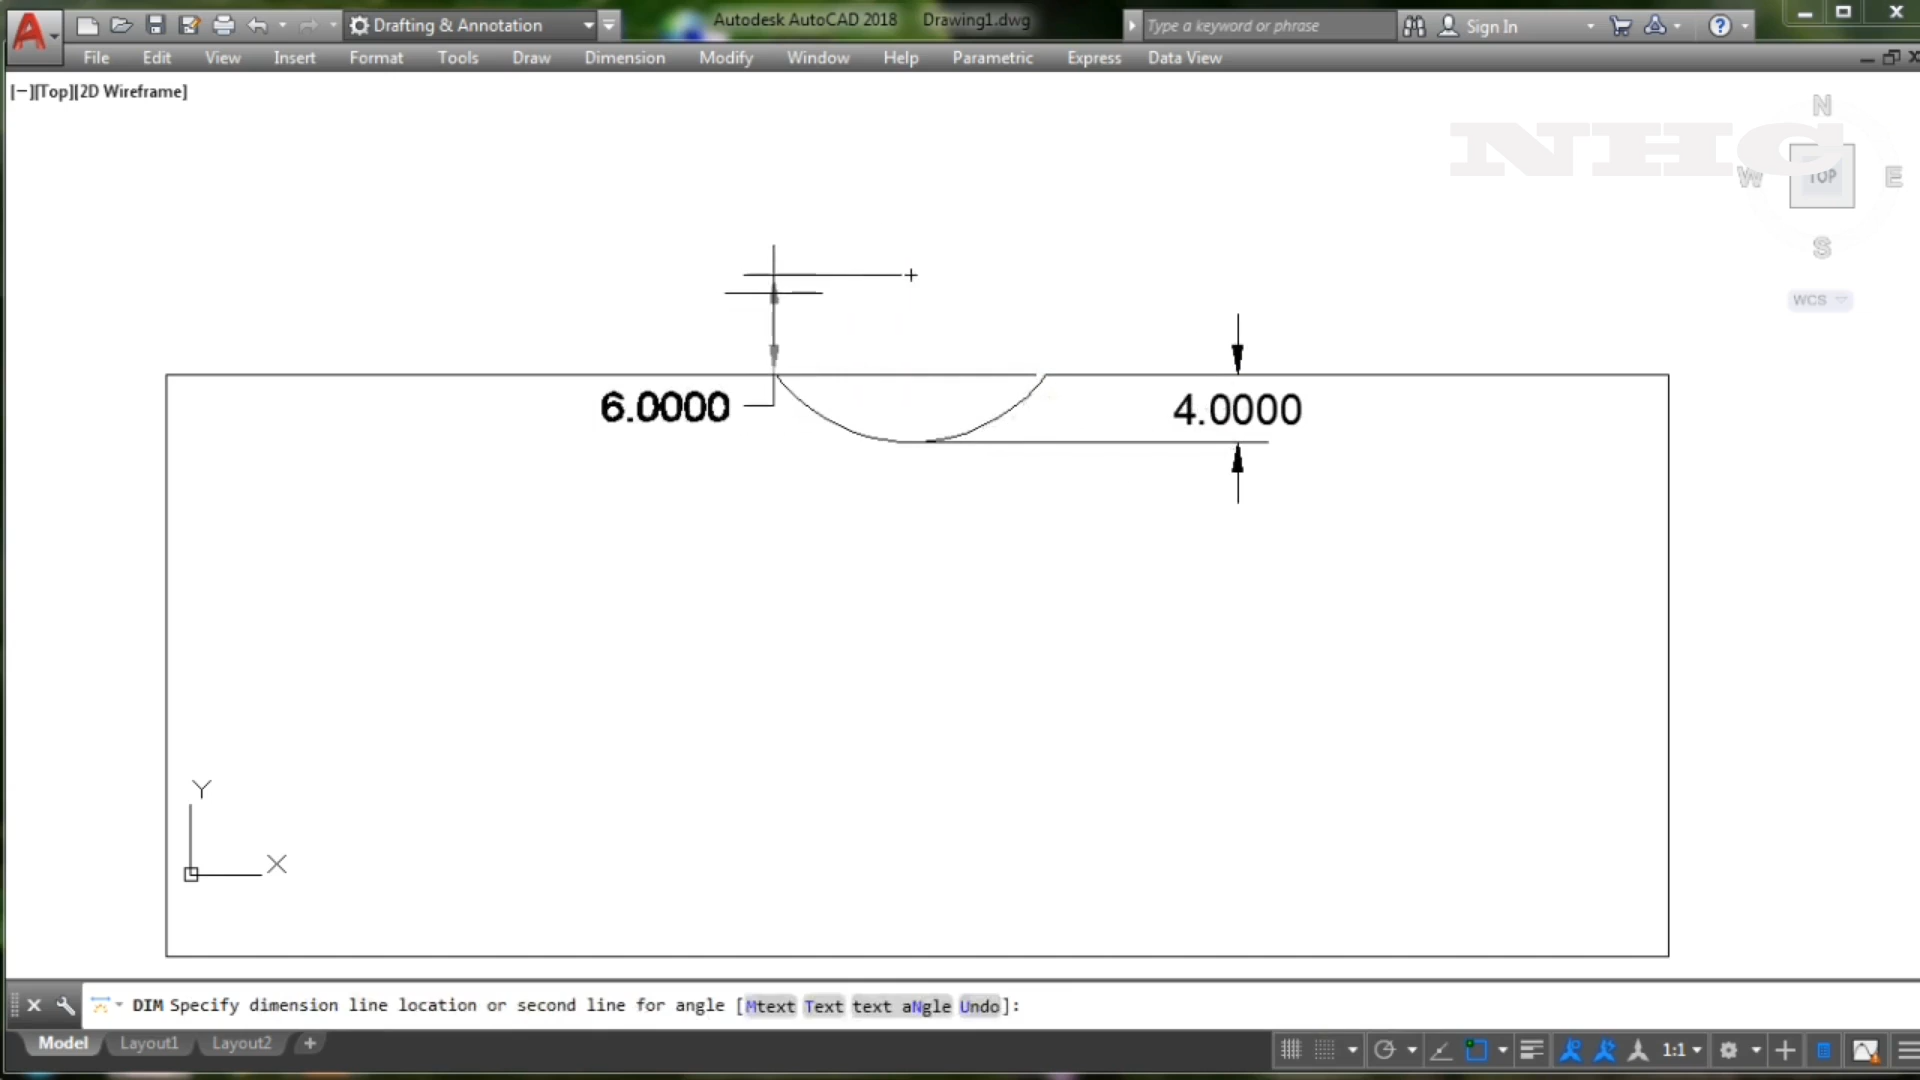 Drafting & Annotation
Autodesk AutoCAD 2018 Drawing1.dwg
Type a keyword or phrase
Sign In
File Edit View Insert Format Tools Draw Dimension Modify Window Help Parametric Express Data View
[−][Top][2D Wireframe]
N
NHG
W TOP E
S
WCS
6.0000
4.0000
Y
X
DIM Specify dimension line location or second line for angle [Mtext Text text aNgle Undo]:
Model Layout1 Layout2 +
1:1